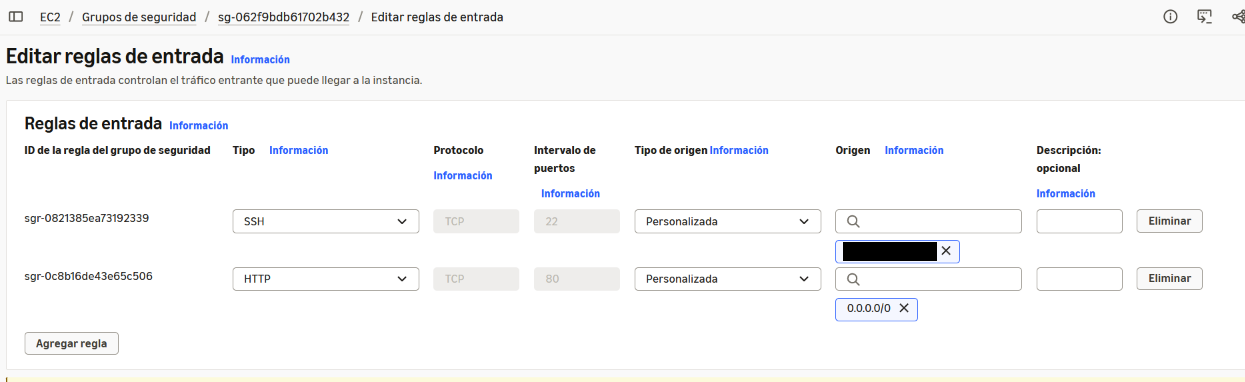 EC2 / Grupos de seguridad / sg-062f9bdb61702b432 / Editar reglas de entrada
Editar reglas de entrada Información
Las reglas de entrada controlan el tráfico entrante que puede llegar a la instancia.
Reglas de entrada Información
ID de la regla del grupo de seguridad Tipo Información Protocolo Información Intervalo de puertos Información Tipo de origen Información Origen Información Descripción: opcional Información
sgr-0821385ea73192339 SSH TCP 22 Personalizada Eliminar
sgr-0c8b16de43e65c506 HTTP TCP 80 Personalizada Eliminar
0.0.0.0/0
Agregar regla